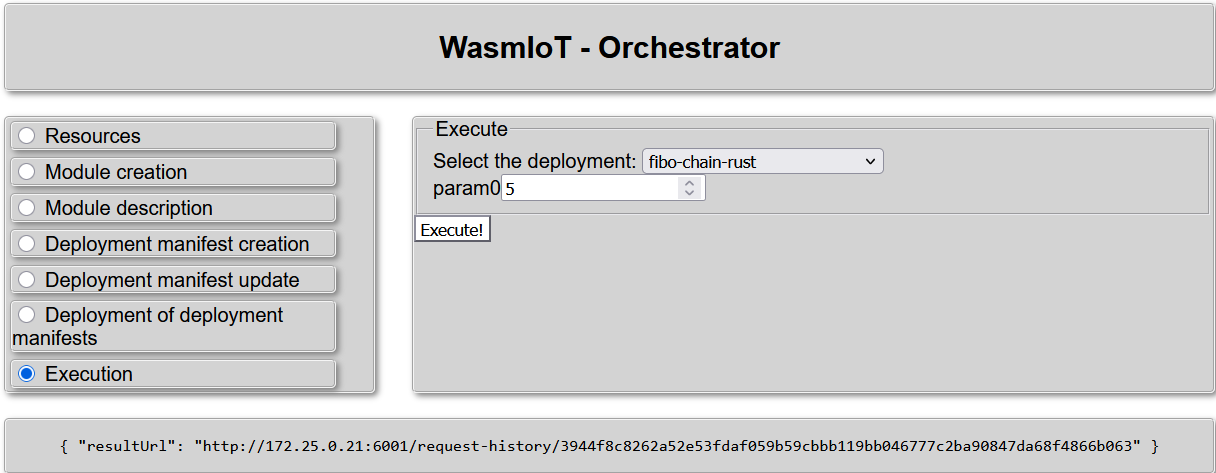 WasmIoT - Orchestrator
Resources
Module creation
Module description
Deployment manifest creation
Deployment manifest update
Deployment of deployment
manifests
Execution
Execute
Select the deployment: fibo-chain-rust
param0 5
Execute!
{ "resultUrl": "http://172.25.0.21:6001/request-history/3944f8c8262a52e53fdaf059b59cbbb119bb046777c2ba90847da68f4866b063" }